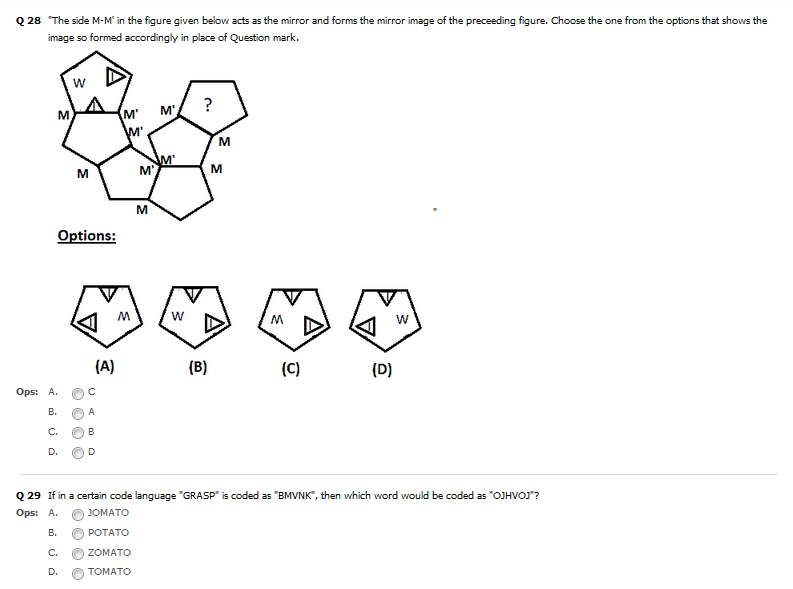 Q 28 "The side M-M' in the figure given below acts as the mirror and forms the mirror image of the preceeding figure. Choose the one from the options that shows the
image so formed accordingly in place of Question mark.
W
M M' M' ?
M' M
M M' M' M
M
Options:
M W M W
(A) (B) (C) (D)
Ops: A. C
B. A
C. B
D. D
Q 29 If in a certain code language "GRASP" is coded as "BMVNK", then which word would be coded as "OJHVOJ"?
Ops: A. JOMATO
B. POTATO
C. ZOMATO
D. TOMATO